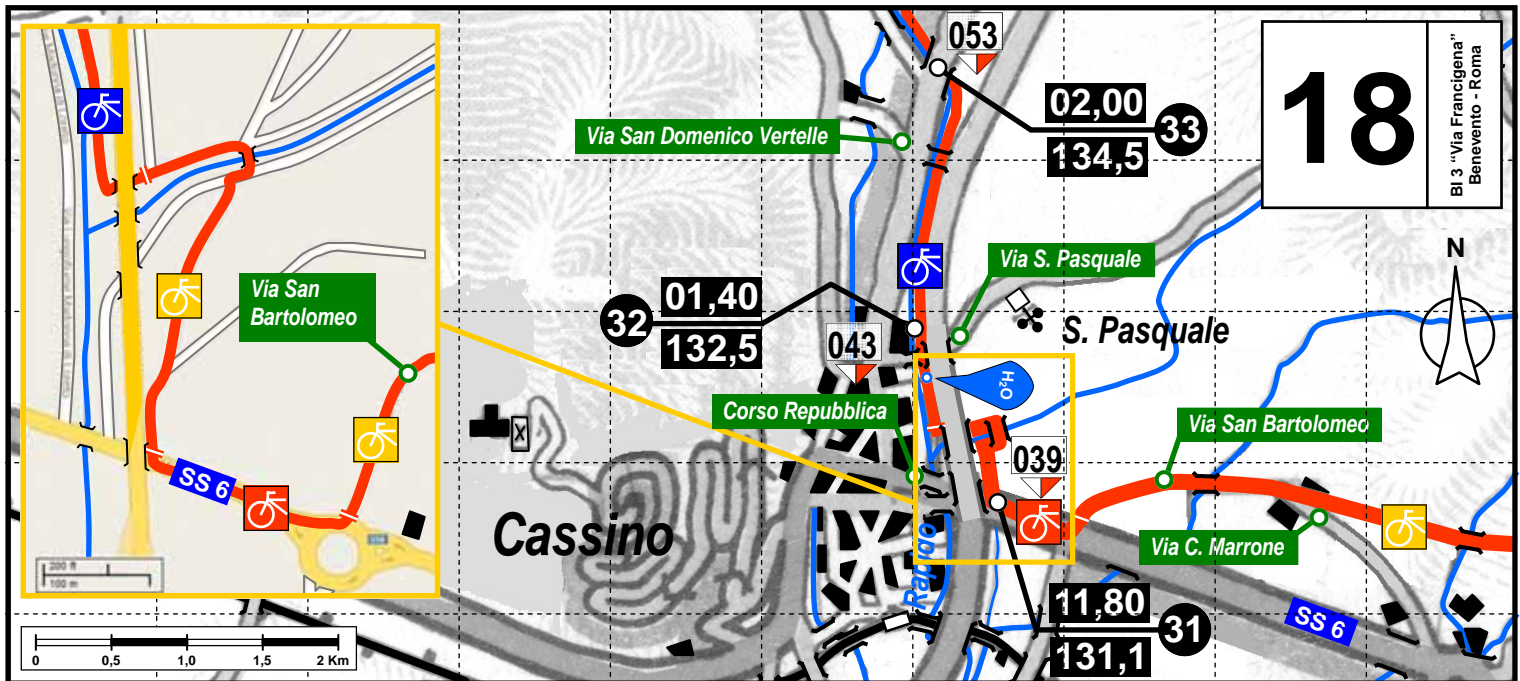 053
18
BI 3 "Via Francigena"
Benevento - Roma
02,00
33
134,5
Via San Domenico Vertelle
N
Via San
Bartolomeo
Via S. Pasquale
01,40
32
132,5
S. Pasquale
043
H₂O
Corso Repubblica
Via San Bartolomeo
039
SS 6
Cassino
Rapido
Via C. Marrone
200 ft
100 m
11,80
31
131,1
SS 6
0 0,5 1,0 1,5 2 Km